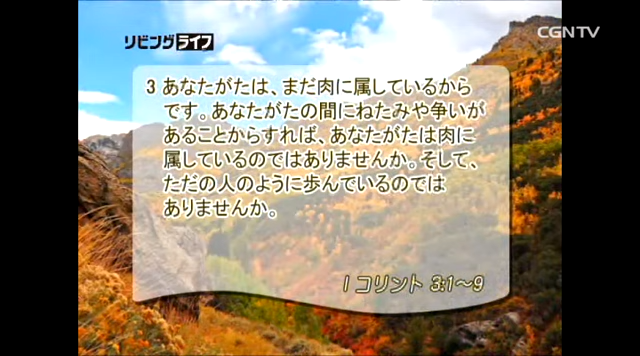 リビングライフ
CGNTV
3 あなたがたは、まだ肉に属しているから
です。あなたがたの間にねたみや争いが
あることからすれば、あなたがたは肉に
属しているのではありませんか。そして、
ただの人のように歩んでいるのでは
ありませんか。
I コリント 3:1〜9